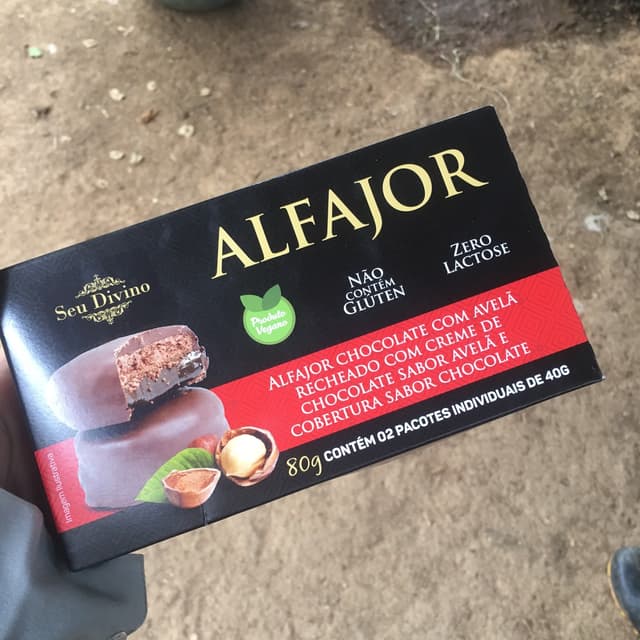 ALFAJOR
Seu Divino
Produto
Vegano
NÃO
CONTÉM
GLÚTEN
ZERO
LACTOSE
ALFAJOR CHOCOLATE COM AVELÃ
RECHEADO COM CREME DE
CHOCOLATE SABOR AVELÃ E
COBERTURA SABOR CHOCOLATE
80g CONTÉM 02 PACOTES INDIVIDUAIS DE 40G
Imagem Ilustrativa